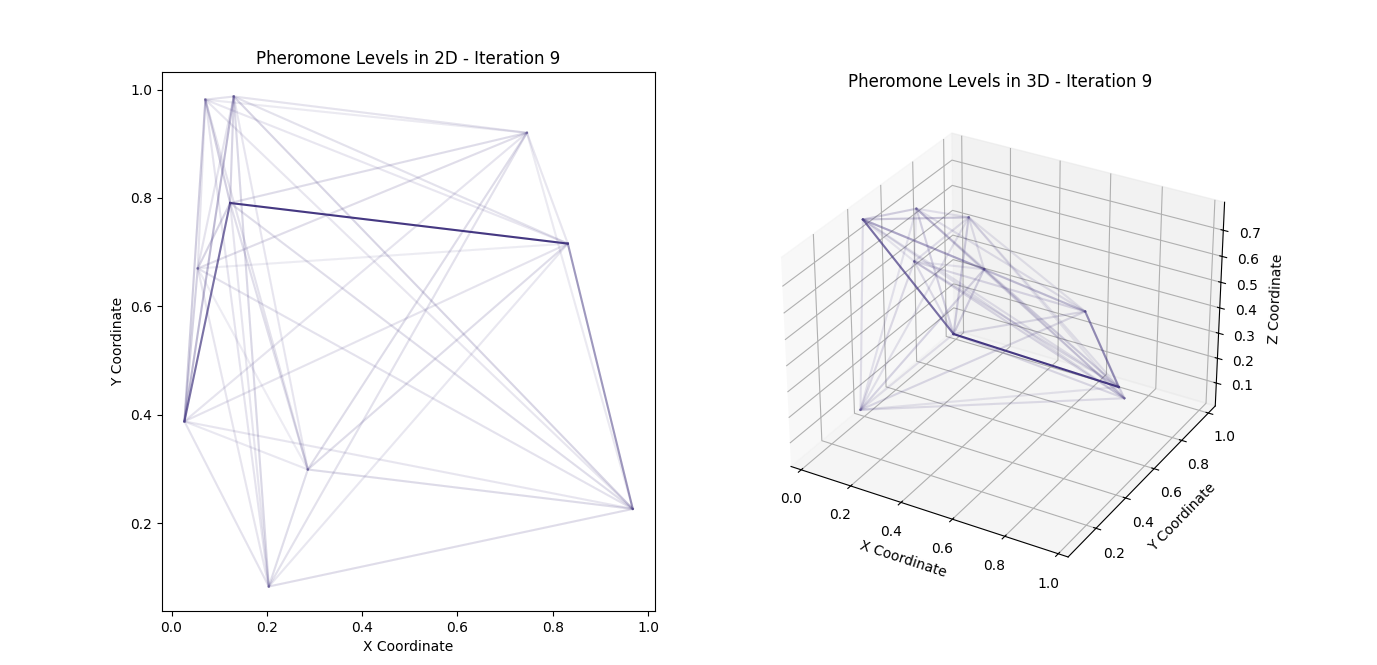 Pheromone Levels in 2D - Iteration 9
1.0
0.8
0.6
0.4
0.2
Y Coordinate
0.0 0.2 0.4 0.6 0.8 1.0
X Coordinate
Pheromone Levels in 3D - Iteration 9
0.7
0.6
0.5
0.4
0.3
0.2
0.1
Z Coordinate
1.0
0.8
0.6
0.4
0.2
Y Coordinate
0.0
0.2
0.4
0.6
0.8
1.0
X Coordinate